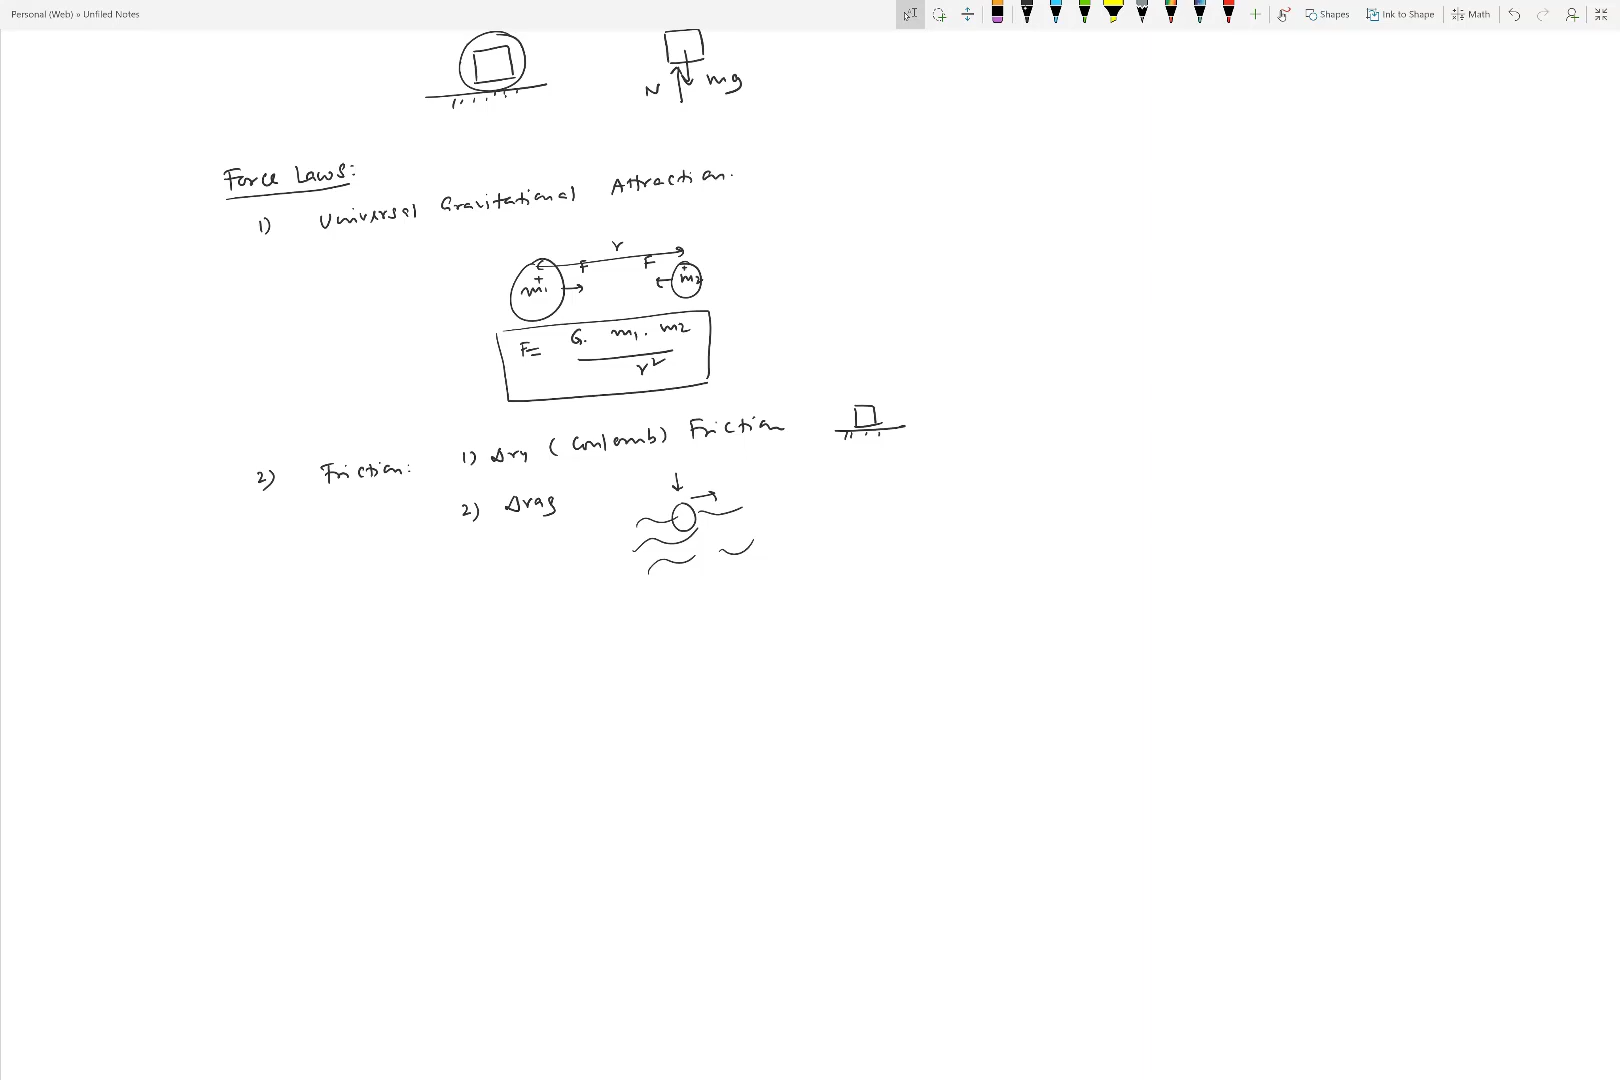 Personal (Web) » Unfiled Notes
Shapes
Ink to Shape
Math
N mg
Force Laws:
1) Universal Gravitational Attraction.
r
F F
m1 m2
F = G. m1. m2
r²
2) Friction: 1) Dry (Coulomb) Friction
2) Drag